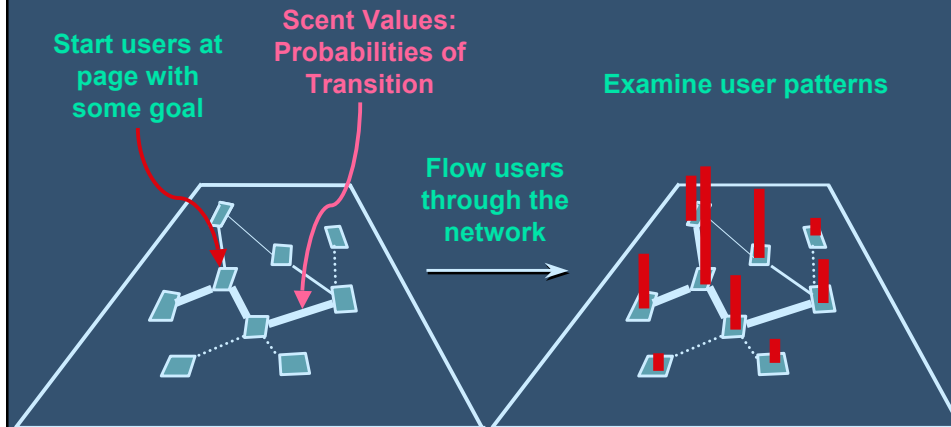 Scent Values:
Probabilities of
Transition
Start users at
page with
some goal
Examine user patterns
Flow users
through the
network